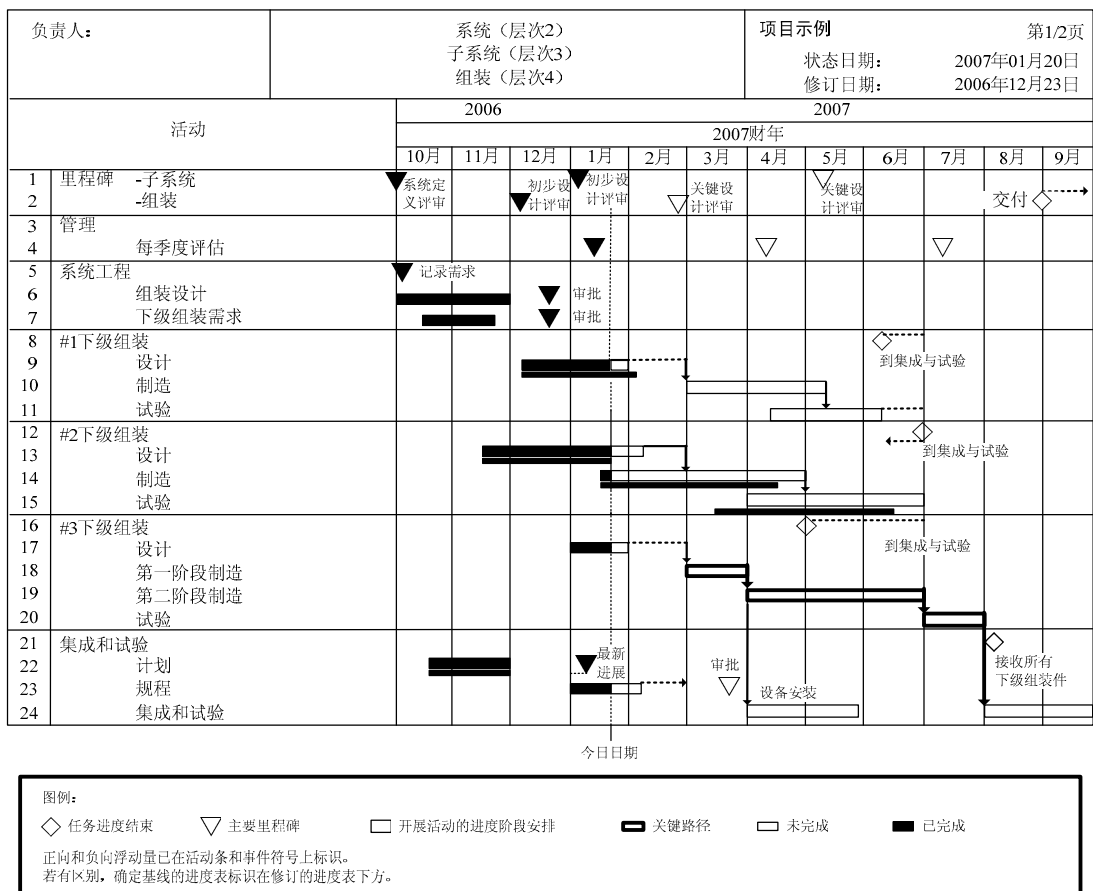 负责人：
系统（层次2）
子系统（层次3）
组装（层次4）
项目示例
第1/2页
状态日期：
2007年01月20日
修订日期：
2006年12月23日
活动
2006
2007
2007财年
10月 11月 12月 1月 2月 3月 4月 5月 6月 7月 8月 9月
1 里程碑 -子系统
2 -组装
系统定
义评审
初步设
计评审
初步设
计评审
关键设
计评审
关键设
计评审
交付
3 管理
4 每季度评估
5 系统工程
记录需求
6 组装设计
审批
7 下级组装需求
审批
8 #1下级组装
到集成与试验
9 设计
10 制造
11 试验
12 #2下级组装
到集成与试验
13 设计
14 制造
15 试验
16 #3下级组装
到集成与试验
17 设计
18 第一阶段制造
19 第二阶段制造
20 试验
21 集成和试验
22 计划
最新
进展
接收所有
下级组装件
23 规程
审批
设备安装
24 集成和试验
今日日期
图例：
任务进度结束 主要里程碑 开展活动的进度阶段安排 关键路径 未完成 已完成
正向和负向浮动量已在活动条和事件符号上标识。
若有区别，确定基线的进度表标识在修订的进度表下方。